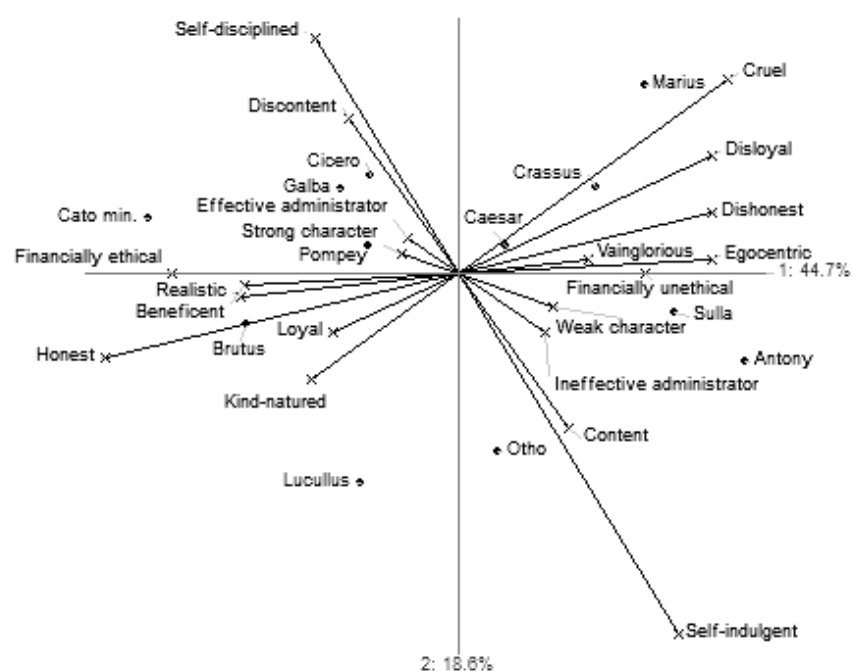 Self-disciplined
Cruel
Marius
Discontent
Disloyal
Cicero
Crassus
Galba
Effective administrator
Dishonest
Cato min.
Strong character
Caesar
Financially ethical
Pompey
Vainglorious
Egocentric
1: 44.7%
Realistic
Financially unethical
Beneficent
Sulla
Loyal
Weak character
Brutus
Honest
Antony
Ineffective administrator
Kind-natured
Content
Otho
Lucullus
Self-indulgent
2: 18.6%